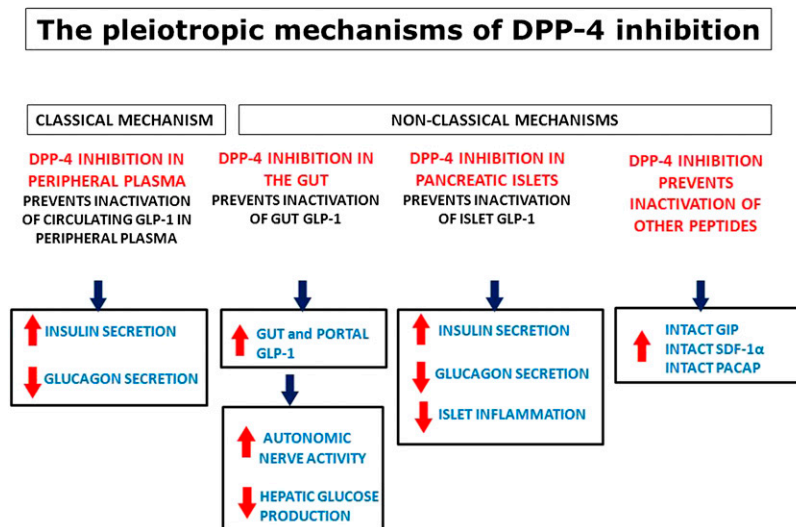 The pleiotropic mechanisms of DPP-4 inhibition
CLASSICAL MECHANISM
NON-CLASSICAL MECHANISMS
DPP-4 INHIBITION IN
PERIPHERAL PLASMA
PREVENTS INACTIVATION
OF CIRCULATING GLP-1 IN
PERIPHERAL PLASMA
DPP-4 INHIBITION IN
THE GUT
PREVENTS INACTIVATION
OF GUT GLP-1
DPP-4 INHIBITION IN
PANCREATIC ISLETS
PREVENTS INACTIVATION
OF ISLET GLP-1
DPP-4 INHIBITION
PREVENTS
INACTIVATION OF
OTHER PEPTIDES
INSULIN SECRETION
GLUCAGON SECRETION
GUT and PORTAL
GLP-1
AUTONOMIC
NERVE ACTIVITY
HEPATIC GLUCOSE
PRODUCTION
INSULIN SECRETION
GLUCAGON SECRETION
ISLET INFLAMMATION
INTACT GIP
INTACT SDF-1α
INTACT PACAP